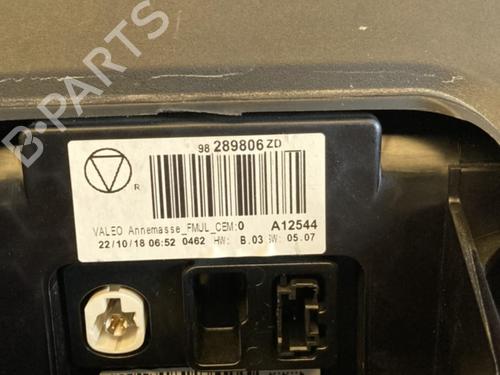 B-PARTS
98 289806 ZD
R
VALEO Annemasse_FMUL_CEM:0 A12544
22/10/18 06:52 0462 HW: B.03 SW: 05.07